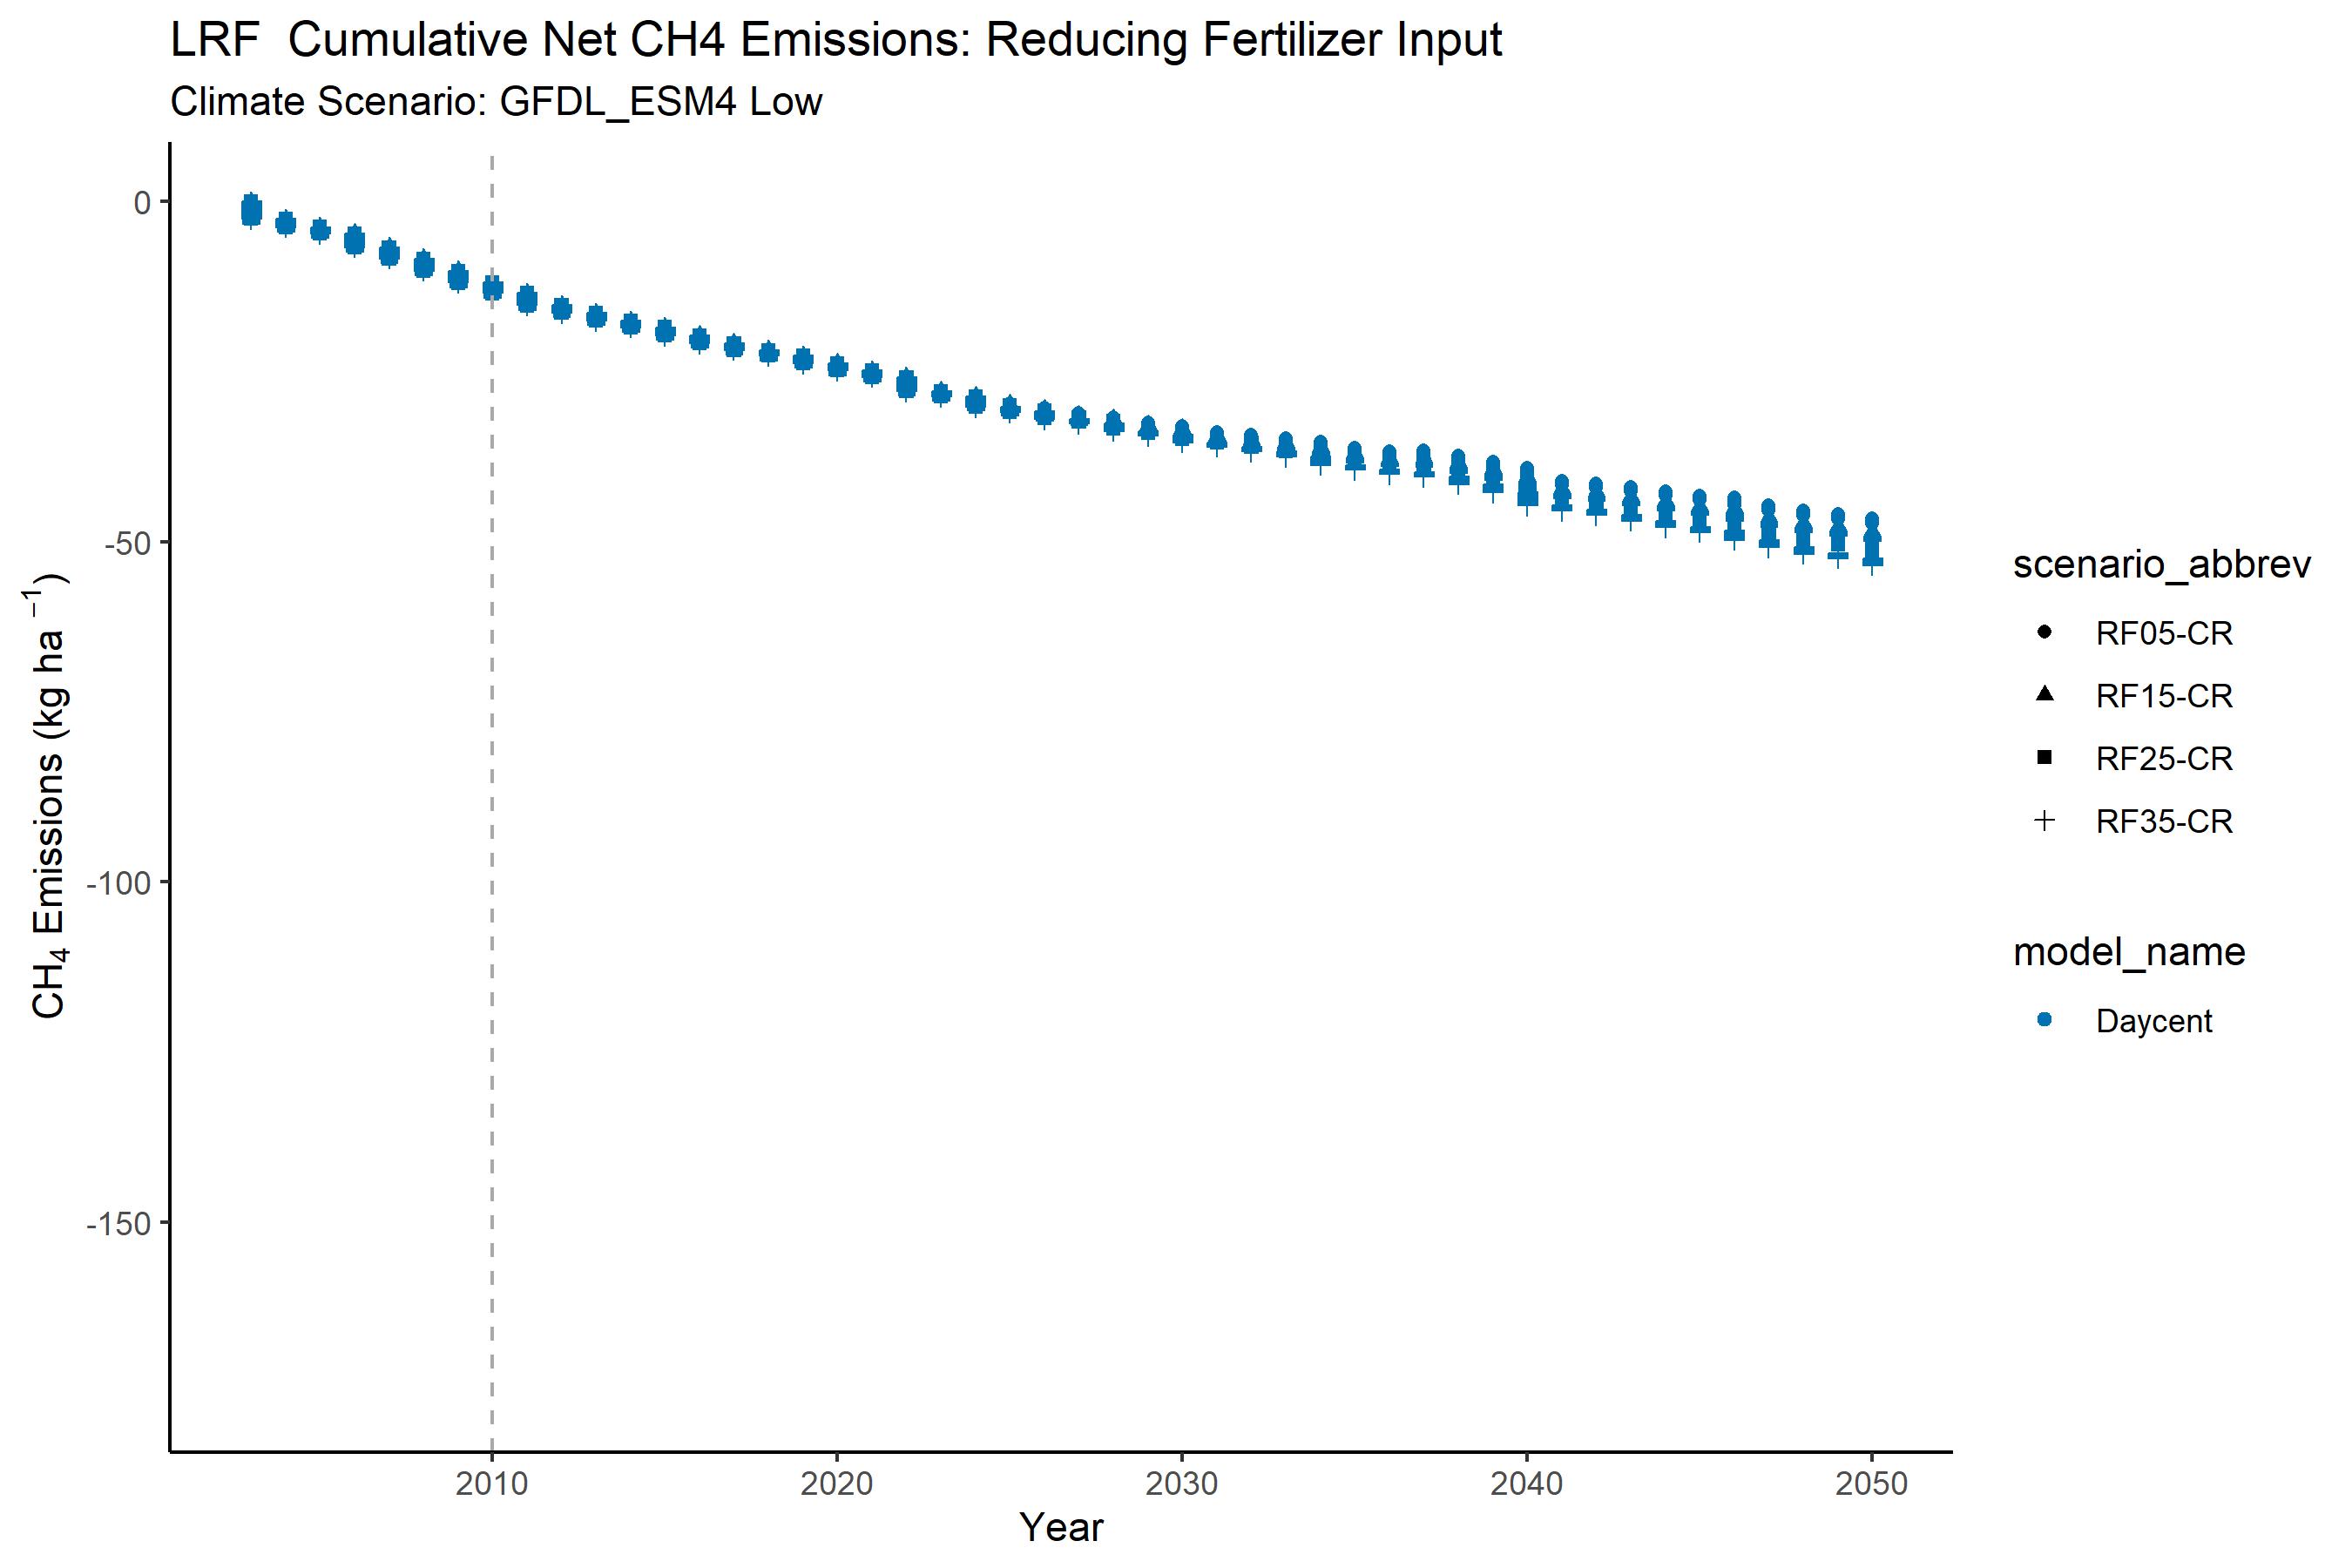 LRF  Cumulative Net CH4 Emissions: Reducing Fertilizer Input
Climate Scenario: GFDL_ESM4 Low
CH₄ Emissions (kg ha ⁻¹)
0
-50
-100
-150
2010
2020
2030
2040
2050
Year
scenario_abbrev
RF05-CR
RF15-CR
RF25-CR
RF35-CR
model_name
Daycent